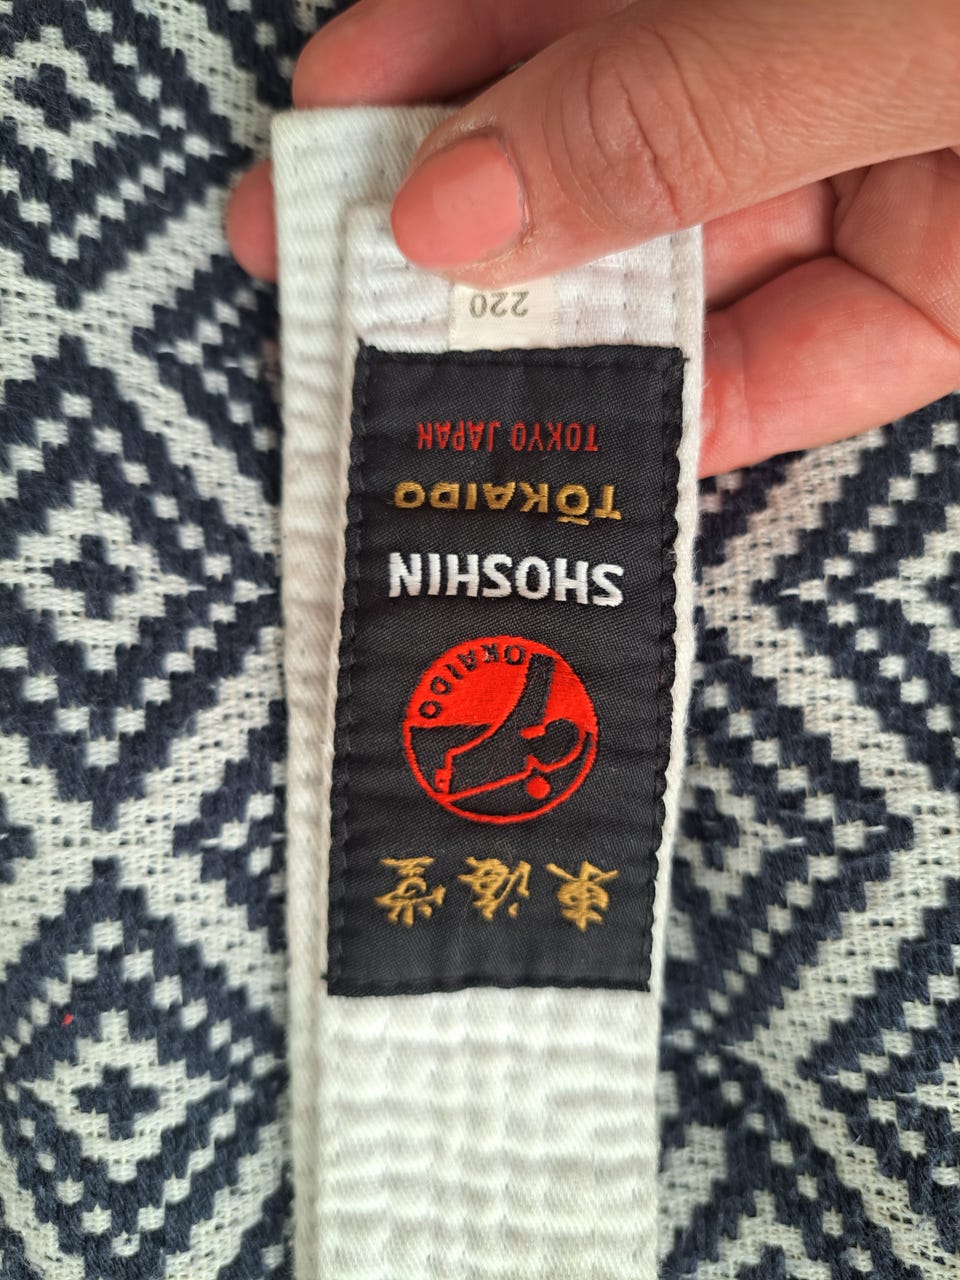 東海堂
TOKAIDO
SHOSHIN
TŌKAIDO
TOKYO JAPAN
220